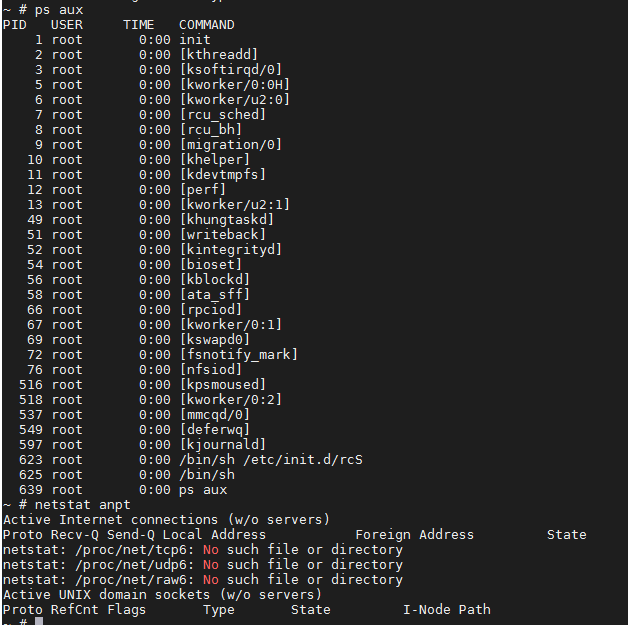 ~ # ps aux
PID   USER     TIME   COMMAND
    1 root       0:00 init
    2 root       0:00 [kthreadd]
    3 root       0:00 [ksoftirqd/0]
    5 root       0:00 [kworker/0:0H]
    6 root       0:00 [kworker/u2:0]
    7 root       0:00 [rcu_sched]
    8 root       0:00 [rcu_bh]
    9 root       0:00 [migration/0]
   10 root       0:00 [khelper]
   11 root       0:00 [kdevtmpfs]
   12 root       0:00 [perf]
   13 root       0:00 [kworker/u2:1]
   49 root       0:00 [khungtaskd]
   51 root       0:00 [writeback]
   52 root       0:00 [kintegrityd]
   54 root       0:00 [bioset]
   56 root       0:00 [kblockd]
   58 root       0:00 [ata_sff]
   66 root       0:00 [rpciod]
   67 root       0:00 [kworker/0:1]
   69 root       0:00 [kswapd0]
   72 root       0:00 [fsnotify_mark]
   76 root       0:00 [nfsiod]
  516 root       0:00 [kpsmoused]
  518 root       0:00 [kworker/0:2]
  537 root       0:00 [mmcqd/0]
  549 root       0:00 [deferwq]
  597 root       0:00 [kjournald]
  623 root       0:00 /bin/sh /etc/init.d/rcS
  625 root       0:00 /bin/sh
  639 root       0:00 ps aux
~ # netstat anpt
Active Internet connections (w/o servers)
Proto Recv-Q Send-Q Local Address           Foreign Address         State
netstat: /proc/net/tcp6: No such file or directory
netstat: /proc/net/udp6: No such file or directory
netstat: /proc/net/raw6: No such file or directory
Active UNIX domain sockets (w/o servers)
Proto RefCnt Flags       Type       State         I-Node Path
~ #